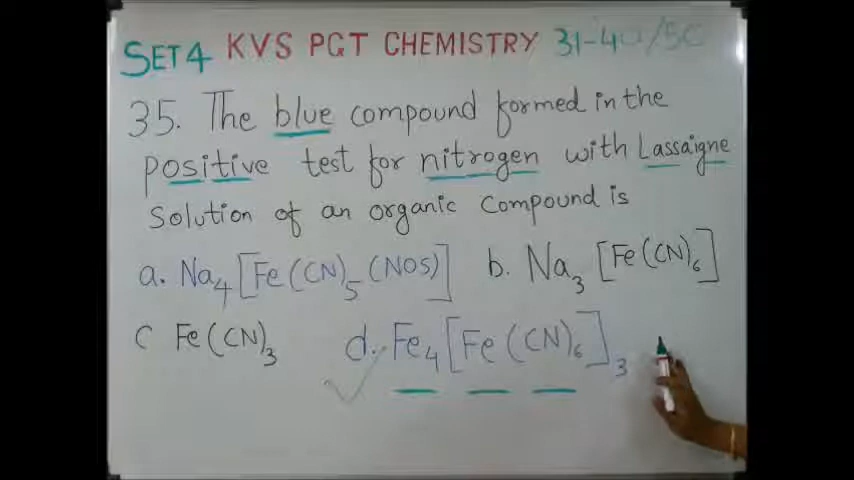 SET4 KVS PGT CHEMISTRY 31-40/50
35. The blue compound formed in the
positive test for nitrogen with Lassaigne
Solution of an organic compound is
a. Na₄[Fe(CN)₅(NOS)] b. Na₃[Fe(CN)₆]
C Fe(CN)₃ d. Fe₄[Fe(CN)₆]₃